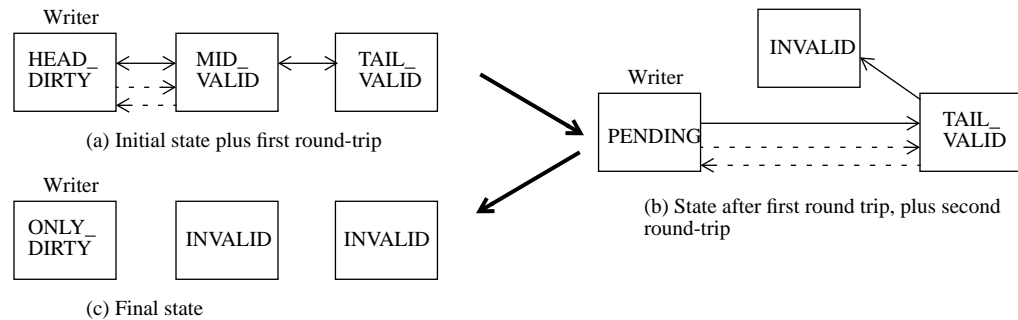 Writer
HEAD_
DIRTY
MID_
VALID
TAIL_
VALID
(a) Initial state plus first round-trip
INVALID
Writer
PENDING
TAIL_
VALID
(b) State after first round trip, plus second
round-trip
Writer
ONLY_
DIRTY
INVALID
INVALID
(c) Final state